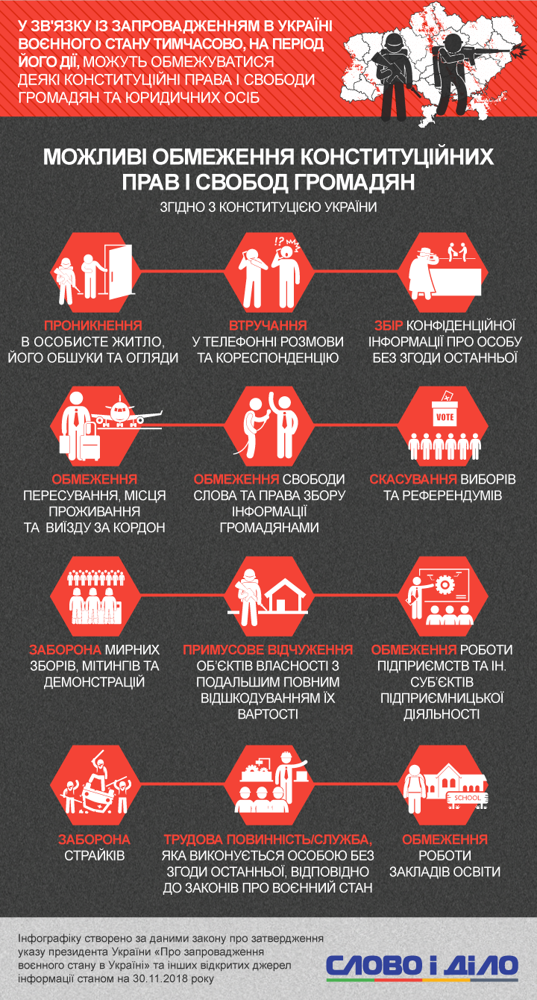 У ЗВ'ЯЗКУ ІЗ ЗАПРОВАДЖЕННЯМ В УКРАЇНІ
ВОЄННОГО СТАНУ ТИМЧАСОВО, НА ПЕРІОД
ЙОГО ДІЇ, МОЖУТЬ ОБМЕЖУВАТИСЯ
ДЕЯКІ КОНСТИТУЦІЙНІ ПРАВА І СВОБОДИ
ГРОМАДЯН ТА ЮРИДИЧНИХ ОСІБ
МОЖЛИВІ ОБМЕЖЕННЯ КОНСТИТУЦІЙНИХ
ПРАВ І СВОБОД ГРОМАДЯН
ЗГІДНО З КОНСТИТУЦІЄЮ УКРАЇНИ
ПРОНИКНЕННЯ
В ОСОБИСТЕ ЖИТЛО,
ЙОГО ОБШУКИ ТА ОГЛЯДИ
!?
ВТРУЧАННЯ
У ТЕЛЕФОННІ РОЗМОВИ
ТА КОРЕСПОНДЕНЦІЮ
ЗБІР КОНФІДЕНЦІЙНОЇ
ІНФОРМАЦІЇ ПРО ОСОБУ
БЕЗ ЗГОДИ ОСТАННЬОЇ
ОБМЕЖЕННЯ
ПЕРЕСУВАННЯ, МІСЦЯ
ПРОЖИВАННЯ
ТА ВИЇЗДУ ЗА КОРДОН
ОБМЕЖЕННЯ СВОБОДИ
СЛОВА ТА ПРАВА ЗБОРУ
ІНФОРМАЦІЇ
ГРОМАДЯНАМИ
VOTE
СКАСУВАННЯ ВИБОРІВ
ТА РЕФЕРЕНДУМІВ
ЗАБОРОНА МИРНИХ
ЗБОРІВ, МІТИНГІВ ТА
ДЕМОНСТРАЦІЙ
ПРИМУСОВЕ ВІДЧУЖЕННЯ
ОБ'ЄКТІВ ВЛАСНОСТІ З
ПОДАЛЬШИМ ПОВНИМ
ВІДШКОДУВАННЯМ ЇХ
ВАРТОСТІ
ОБМЕЖЕННЯ РОБОТИ
ПІДПРИЄМСТВ ТА ІН.
СУБ'ЄКТІВ
ПІДПРИЄМНИЦЬКОЇ
ДІЯЛЬНОСТІ
ЗАБОРОНА
СТРАЙКІВ
ТРУДОВА ПОВИННІСТЬ/СЛУЖБА,
ЯКА ВИКОНУЄТЬСЯ ОСОБОЮ БЕЗ
ЗГОДИ ОСТАННЬОЇ, ВІДПОВІДНО
ДО ЗАКОНІВ ПРО ВОЄННИЙ СТАН
SCHOOL
ОБМЕЖЕННЯ
РОБОТИ
ЗАКЛАДІВ ОСВІТИ
Інфографіку створено за даними закону про затвердження
указу президента України «Про запровадження
воєнного стану в Україні» та інших відкритих джерел
інформації станом на 30.11.2018 року
СЛОВО І ДІЛО